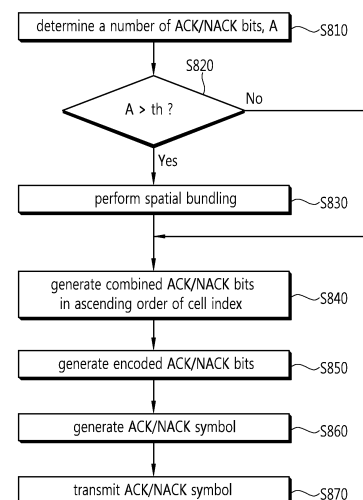 determine a number of ACK/NACK bits, A
S810
S820
A > th ?
No
Yes
perform spatial bundling
S830
generate combined ACK/NACK bits
in ascending order of cell index
S840
generate encoded ACK/NACK bits
S850
generate ACK/NACK symbol
S860
transmit ACK/NACK symbol
S870